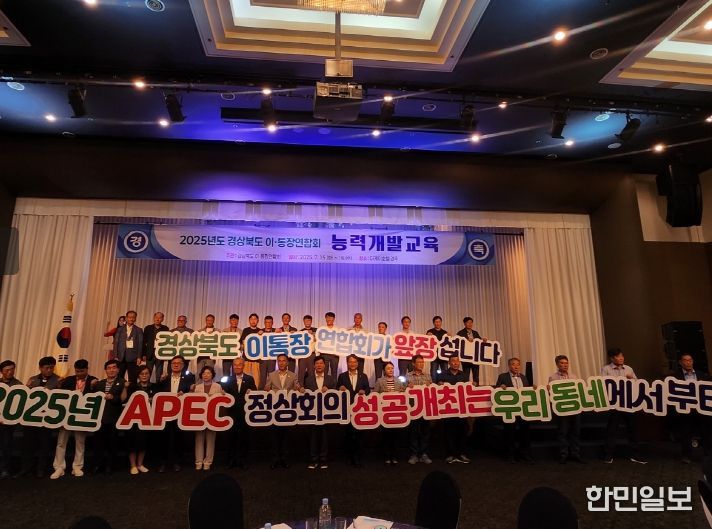 경
2025년도 경상북도 이·통장연합회 능력개발교육
축
경상북도 이통장 연합회가 앞장 섭니다
2025년 APEC 정상회의 성공개최는 우리 동네에서 부터
한민일보